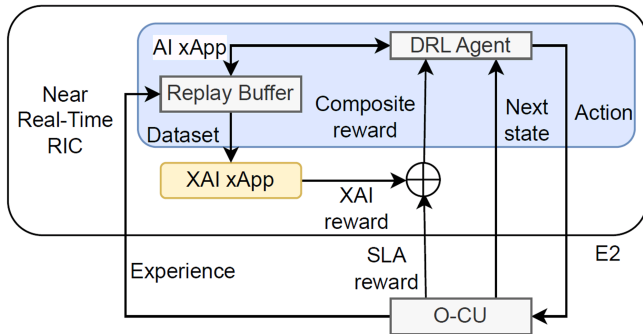 AI xApp
DRL Agent
Near
Real-Time
RIC
Replay Buffer
Composite
reward
Next
state
Action
Dataset
XAI xApp
XAI
reward
E2
SLA
reward
Experience
O-CU